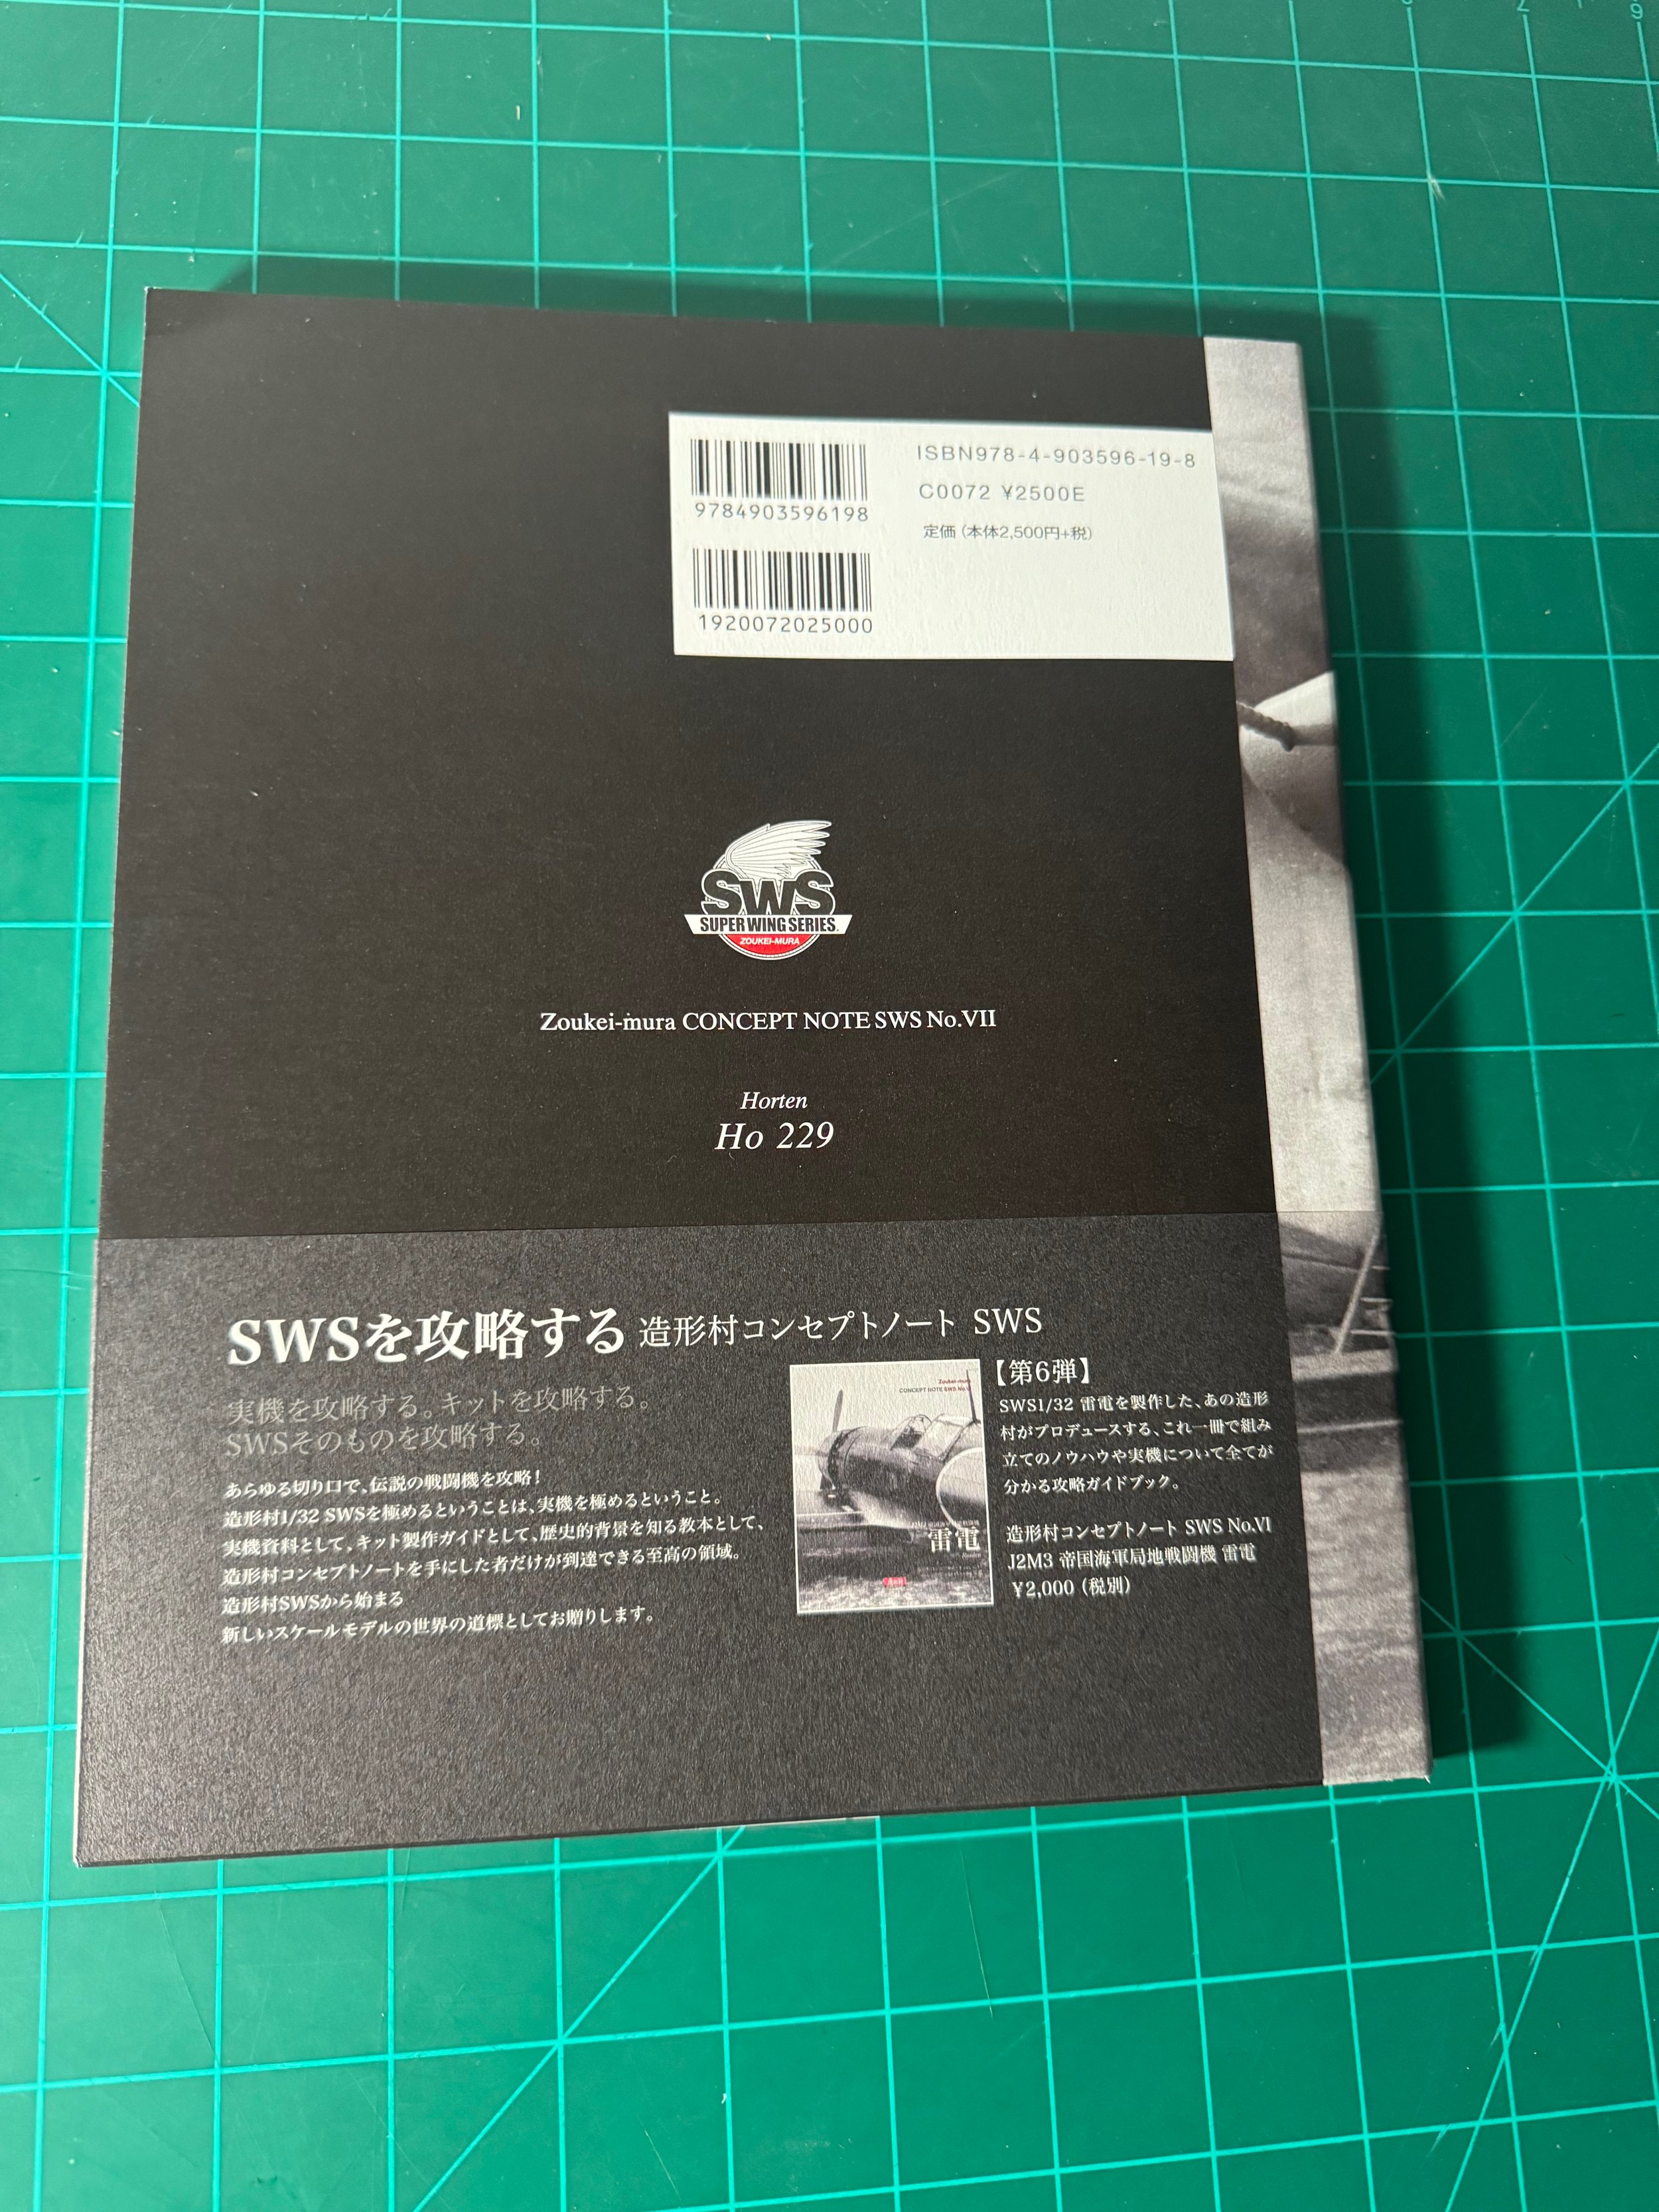 ISBN978-4-903596-19-8
C0072 ¥2500E
定価（本体2,500円+税）
9784903596198
1920072025000
SWS
SUPER WING SERIES
ZOUKEI-MURA
Zoukei-mura CONCEPT NOTE SWS No.VII
Horten
Ho 229
SWSを攻略する 造形村コンセプトノート SWS
実機を攻略する。キットを攻略する。
SWSそのものを攻略する。
あらゆる切り口で、伝説の戦闘機を攻略！
造形村1/32 SWSを極めるということは、実機を極めるということ。
実機資料として、キット製作ガイドとして、歴史的背景を知る教本として、
造形村コンセプトノートを手にした者だけが到達できる至高の領域。
造形村SWSから始まる
新しいスケールモデルの世界の道標としてお贈りします。
Zoukei-mura
CONCEPT NOTE SWS No.VI
雷電
【第6弾】
SWS1/32 雷電を製作した、あの造形
村がプロデュースする、これ一冊で組み
立てのノウハウや実機について全てが
分かる攻略ガイドブック。
造形村コンセプトノート SWS No.VI
J2M3 帝国海軍局地戦闘機 雷電
￥2,000（税別）